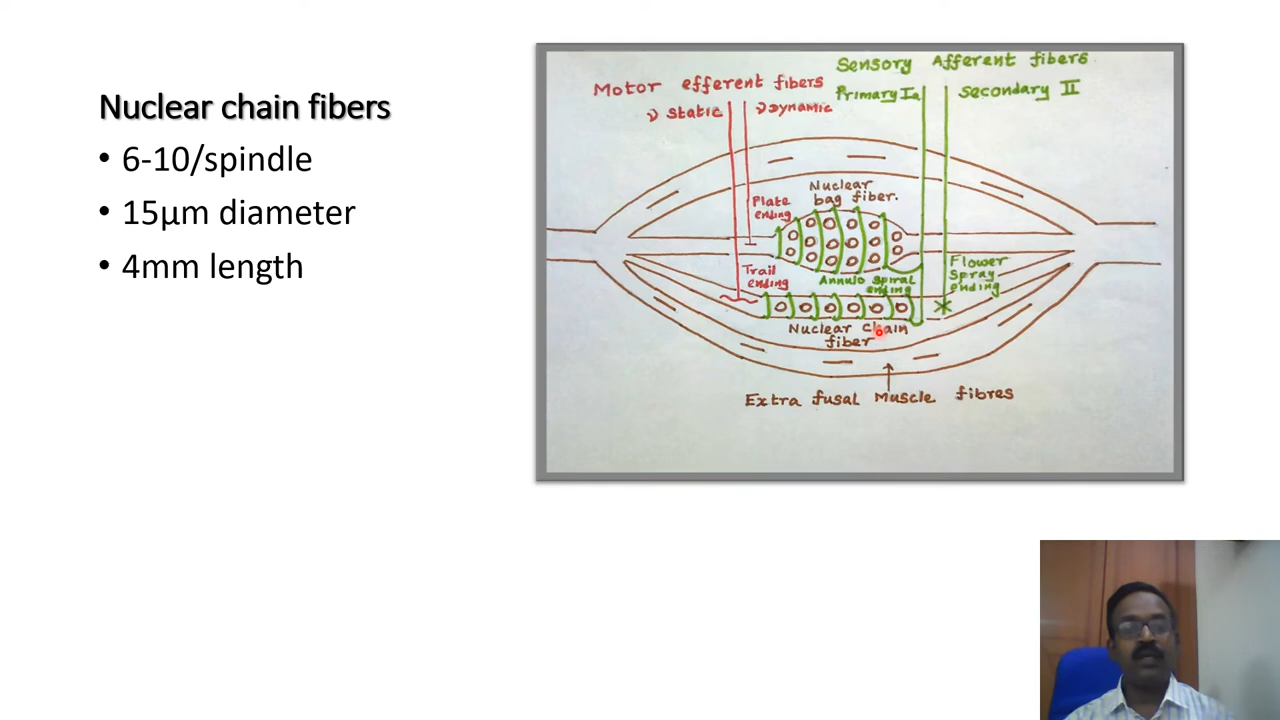 Nuclear chain fibers
• 6-10/spindle
• 15µm diameter
• 4mm length
Sensory Afferent fibers
Motor efferent fibers
Primary Ia
Secondary II
γ Static
γ Dynamic
Nuclear
bag fiber.
Plate
ending
Trail
ending
Annulo spiral
ending
Flower
Spray
ending
Nuclear Chain
fiber
Extra fusal Muscle fibres